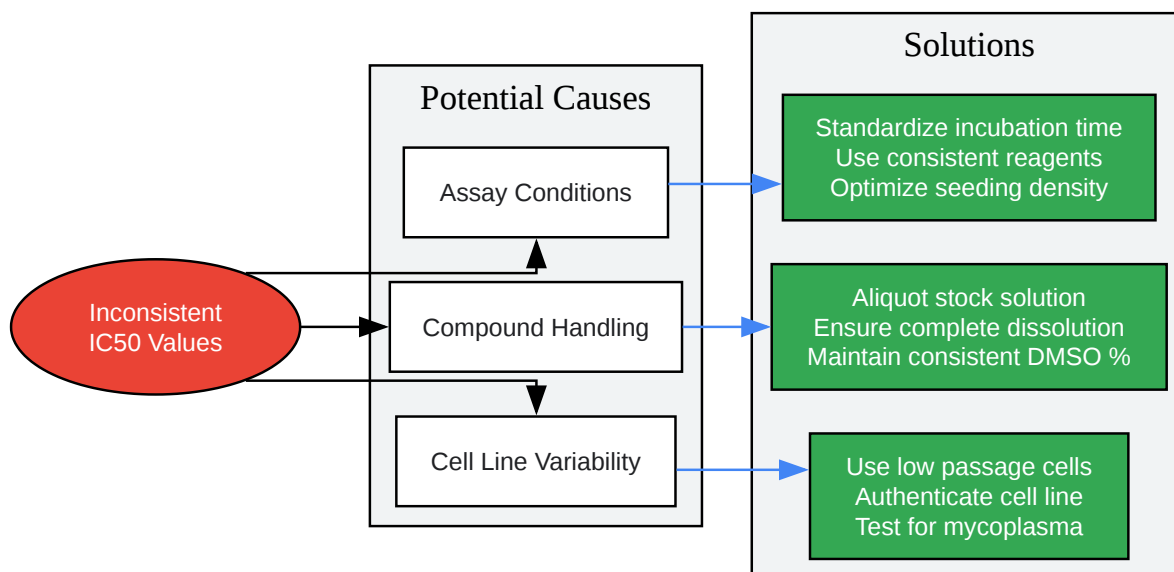 Inconsistent
IC50 Values
Potential Causes
Assay Conditions
Compound Handling
Cell Line Variability
Solutions
Standardize incubation time
Use consistent reagents
Optimize seeding density
Aliquot stock solution
Ensure complete dissolution
Maintain consistent DMSO %
Use low passage cells
Authenticate cell line
Test for mycoplasma